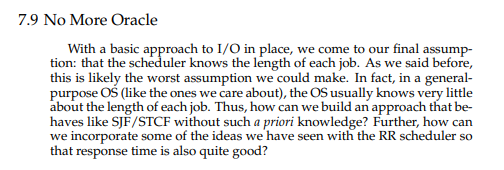 7.9 No More Oracle
With a basic approach to I/O in place, we come to our final assump-
tion: that the scheduler knows the length of each job. As we said before,
this is likely the worst assumption we could make. In fact, in a general-
purpose OS (like the ones we care about), the OS usually knows very little
about the length of each job. Thus, how can we build an approach that be-
haves like SJF/STCF without such a priori knowledge? Further, how can
we incorporate some of the ideas we have seen with the RR scheduler so
that response time is also quite good?